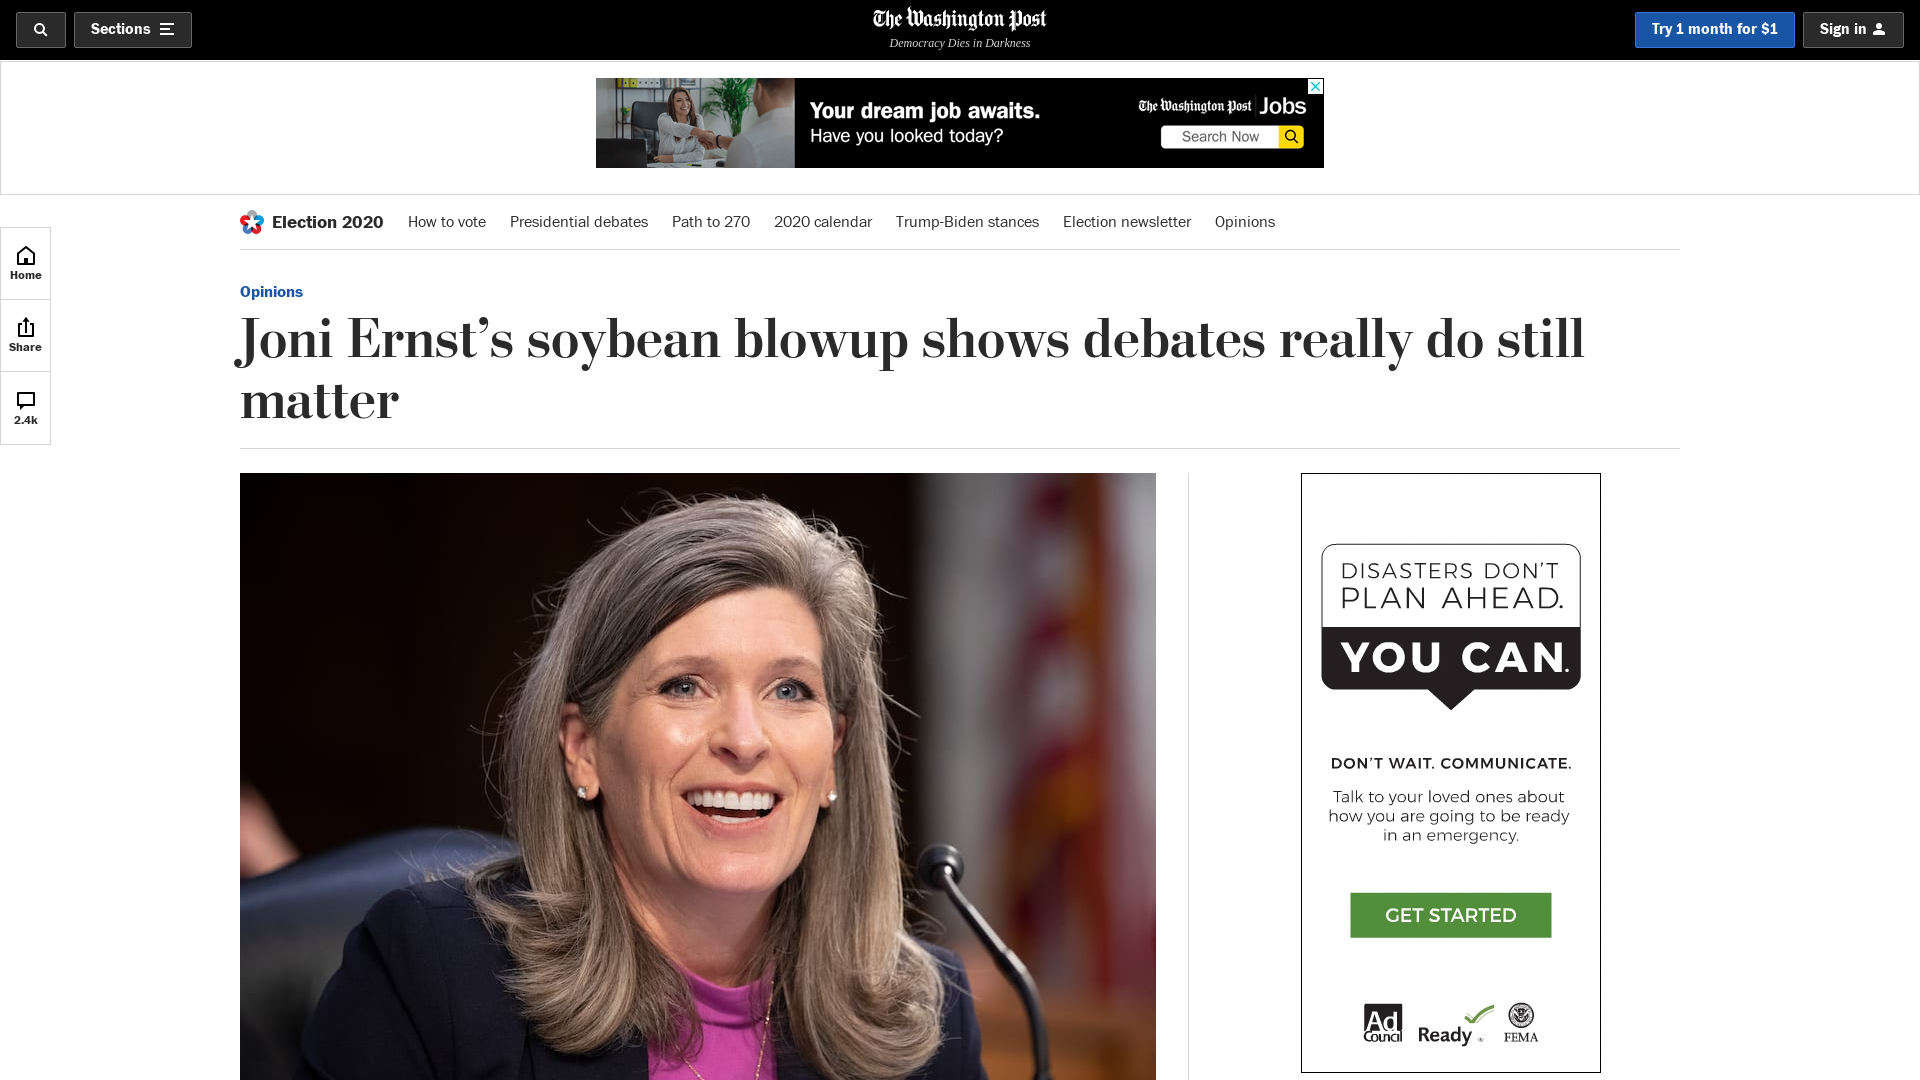 Sections
The Washington Post
Democracy Dies in Darkness
Try 1 month for $1
Sign in
Your dream job awaits.
Have you looked today?
The Washington Post Jobs
Search Now
Election 2020
How to vote
Presidential debates
Path to 270
2020 calendar
Trump-Biden stances
Election newsletter
Opinions
Home
Share
2.4k
Opinions
Joni Ernst’s soybean blowup shows debates really do still
matter
DISASTERS DON’T
PLAN AHEAD.
YOU CAN.
DON’T WAIT. COMMUNICATE.
Talk to your loved ones about
how you are going to be ready
in an emergency.
GET STARTED
Ad
Council
Ready
FEMA